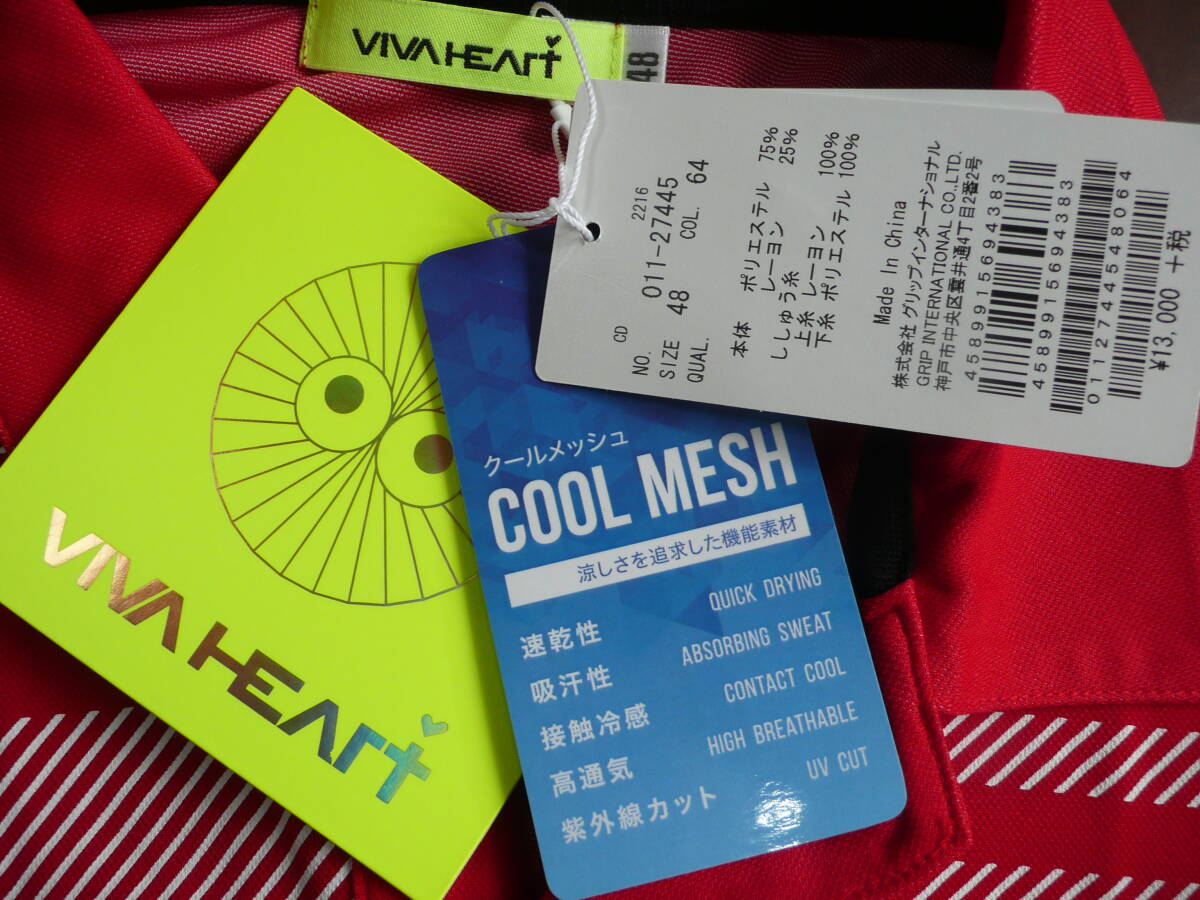 VIVA HEART
48
VIVA HEART
クールメッシュ
COOL MESH
涼しさを追求した機能素材
速乾性 QUICK DRYING
吸汗性 ABSORBING SWEAT
接触冷感 CONTACT COOL
高通気 HIGH BREATHABLE
紫外線カット UV CUT
CD 2216
NO. 011-27445
SIZE 48 COL. 64
QUAL.
本体 ポリエステル 75%
レーヨン 25%
ししゅう糸
上糸 レーヨン 100%
下糸 ポリエステル 100%
Made In China
株式会社 グリップインターナショナル
GRIP INTERNATIONAL CO.,LTD.
神戸市中央区雲井通4丁目2番2号
4589915694383
4589915694383
0112744548064
¥13,000 +税